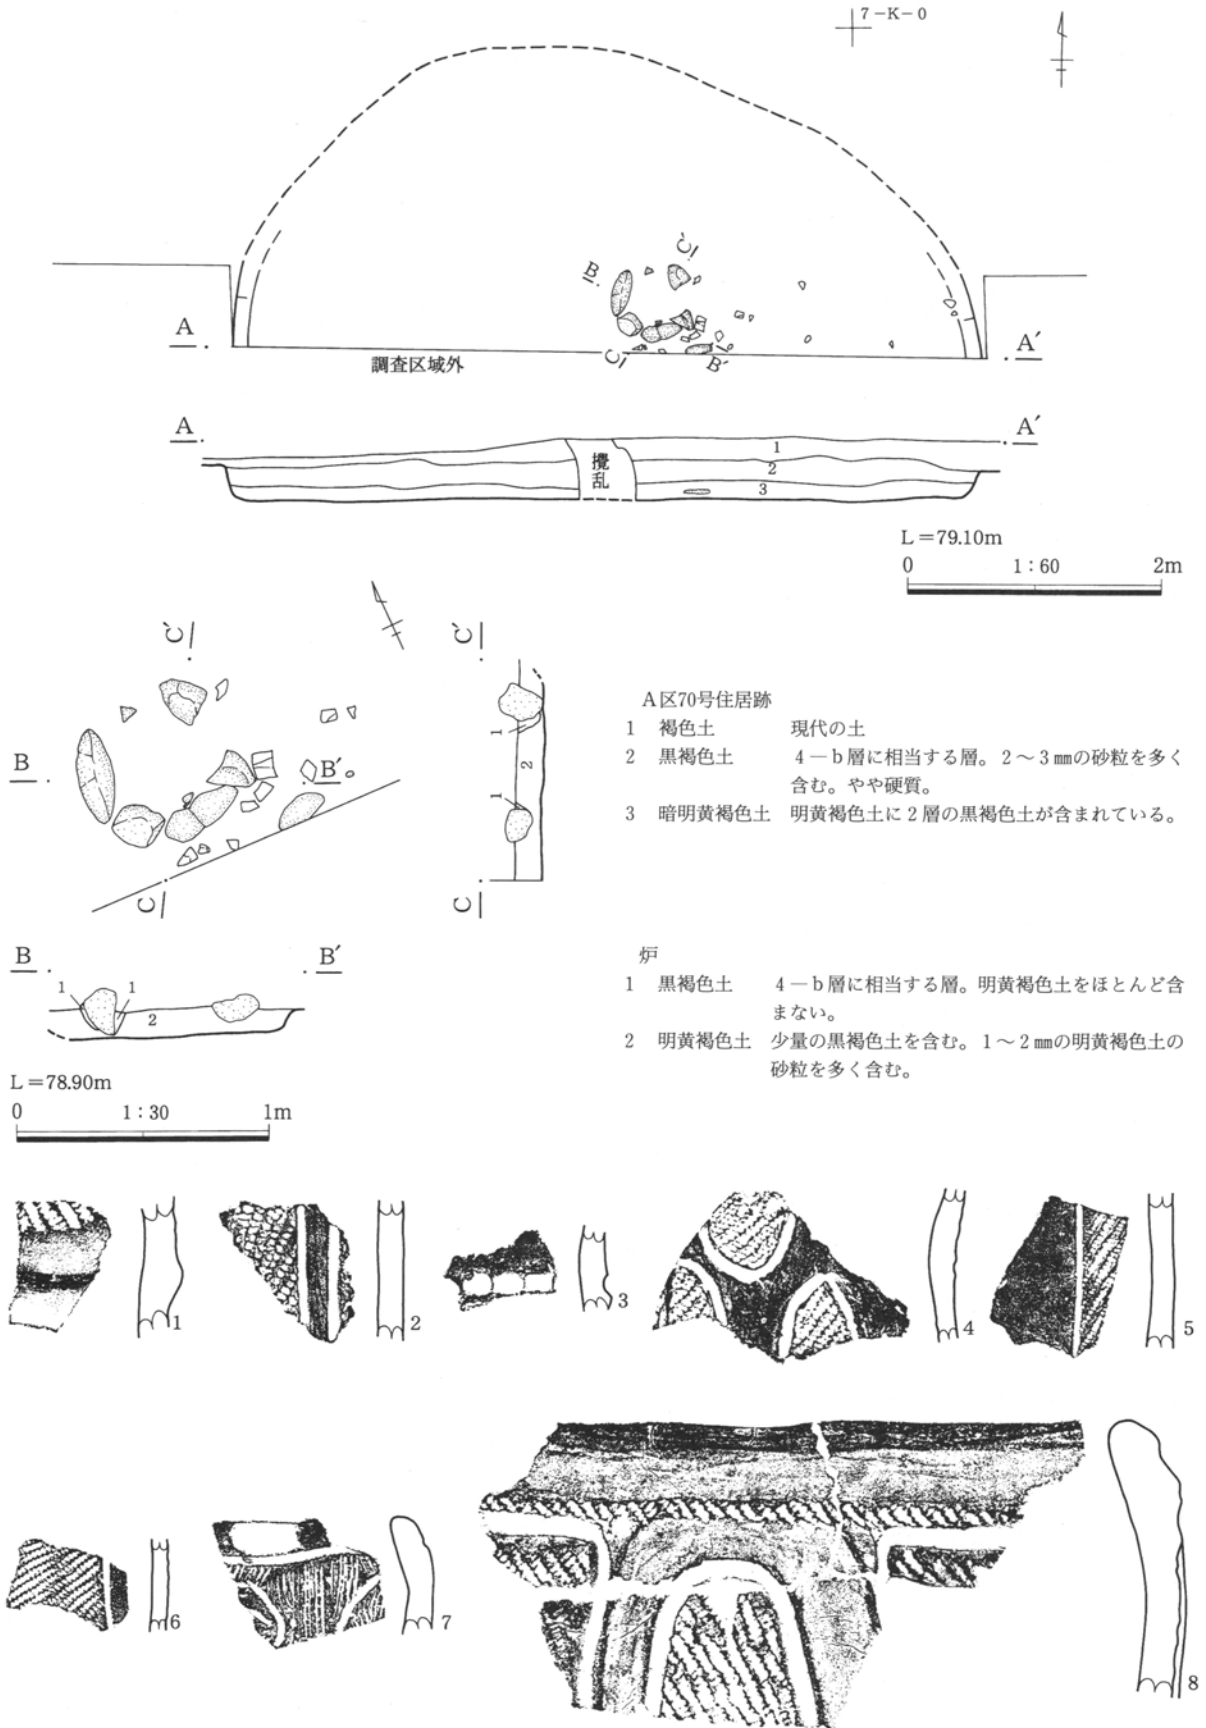 7-K-0
B
C′
A
C
B′
A′
調査区域外
A
A′
攪乱
1
2
3
L=79.10m
0 1:60 2m
C′
C′
B
B′
C
1
2
1
C
A区70号住居跡
1 褐色土 現代の土
2 黒褐色土 4―b層に相当する層。2～3㎜の砂粒を多く
含む。やや硬質。
3 暗明黄褐色土 明黄褐色土に2層の黒褐色土が含まれている。
B
B′
1
1
2
L=78.90m
0 1:30 1m
炉
1 黒褐色土 4―b層に相当する層。明黄褐色土をほとんど含
まない。
2 明黄褐色土 少量の黒褐色土を含む。1～2㎜の明黄褐色土の
砂粒を多く含む。
1
2
3
4
5
6
7
8